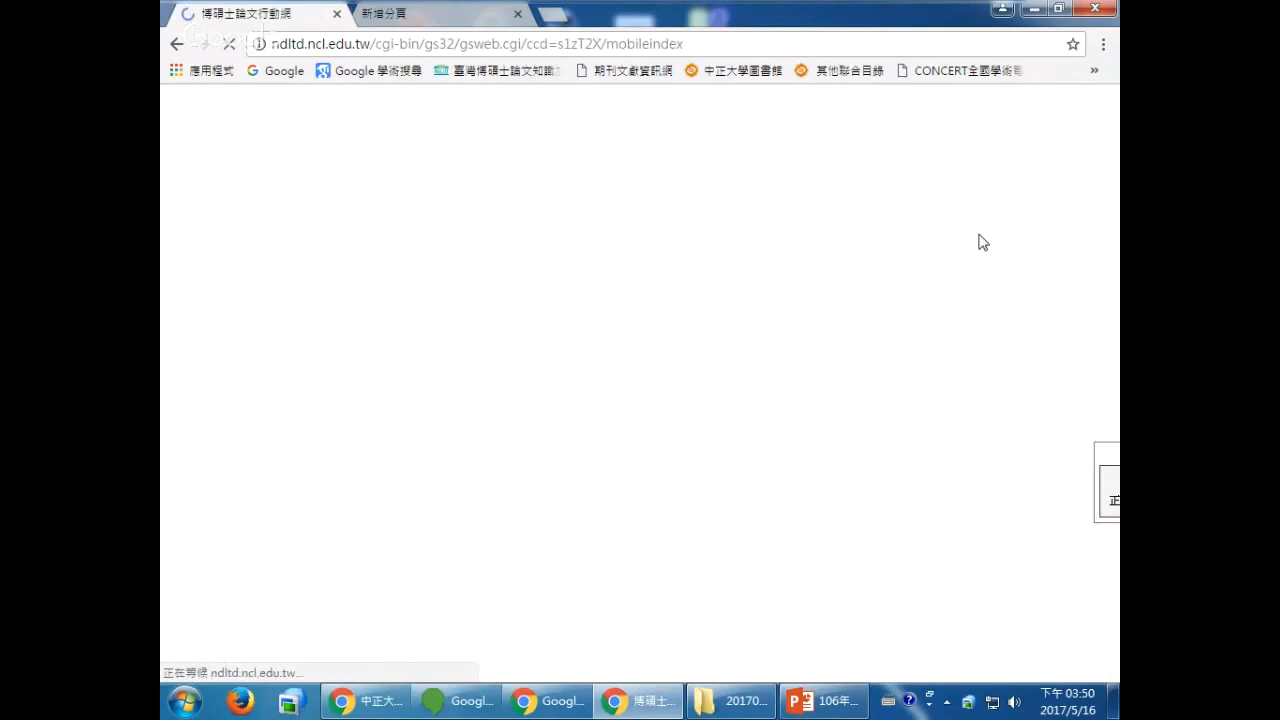 博碩士論文行動網
新增分頁
Google
ndltd.ncl.edu.tw/cgi-bin/gs32/gsweb.cgi/ccd=s1zT2X/mobileindex
應用程式 Google Google 學術搜尋 臺灣博碩士論文知識 期刊文獻資訊網 中正大學圖書館 其他聯合目錄 CONCERT全國學術電 »
正
正在等候 ndltd.ncl.edu.tw...
中正大... Googl... Googl... 博碩士... 20170... 106年... 下午 03:50
2017/5/16